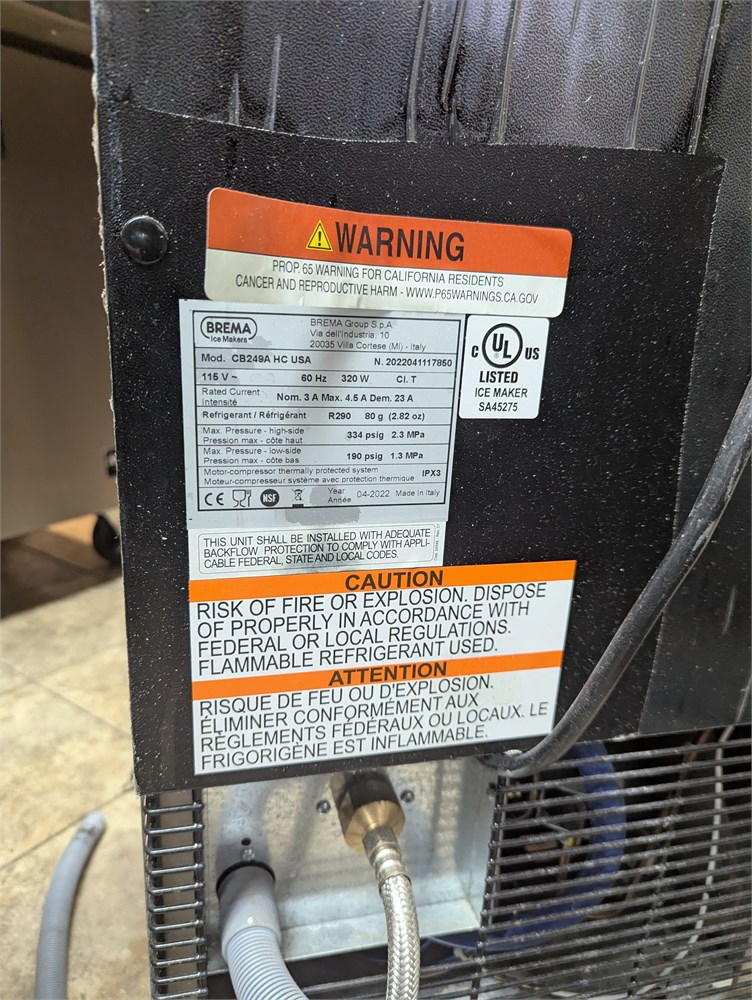 WARNING
PROP. 65 WARNING FOR CALIFORNIA RESIDENTS
CANCER AND REPRODUCTIVE HARM - WWW.P65WARNINGS.CA.GOV
BREMA
Ice Makers
BREMA Group S.p.A.
Via dell'Industria, 10
20035 Villa Cortese (MI) - Italy
Mod. CB249A HC USA N. 2022041117850
115 V ~ 60 Hz 320 W Cl. T
Rated Current
Intensité
Nom. 3 A Max. 4.5 A Dem. 23 A
Refrigerant / Réfrigérant R290 80 g (2.82 oz)
Max. Pressure - high-side
Pression max - côte haut
334 psig 2.3 MPa
Max. Pressure - low-side
Pression max - côte bas
190 psig 1.3 MPa
Motor-compressor thermally protected system
Moteur-compresseur système avec protection thermique
IPX3
CE NSF
Year
Année
04-2022 Made in Italy
C UL US
LISTED
ICE MAKER
SA45275
THIS UNIT SHALL BE INSTALLED WITH ADEQUATE
BACKFLOW PROTECTION TO COMPLY WITH APPLI-
CABLE FEDERAL, STATE AND LOCAL CODES.
CAUTION
RISK OF FIRE OR EXPLOSION. DISPOSE
OF PROPERLY IN ACCORDANCE WITH
FEDERAL OR LOCAL REGULATIONS.
FLAMMABLE REFRIGERANT USED.
ATTENTION
RISQUE DE FEU OU D'EXPLOSION.
ÉLIMINER CONFORMÉMENT AUX
RÈGLEMENTS FÉDÉRAUX OU LOCAUX. LE
FRIGORIGÈNE EST INFLAMMABLE.